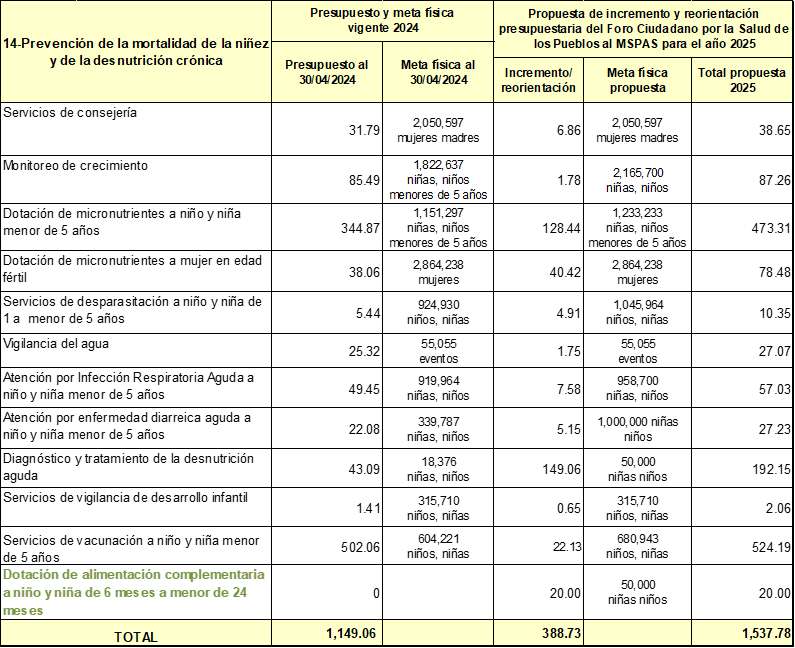 14-Prevención de la mortalidad de la niñez
y de la desnutrición crónica
Presupuesto y meta física
vigente 2024
Propuesta de incremento y reorientación
presupuestaria del Foro Ciudadano por la Salud de
los Pueblos al MSPAS para el año 2025
Presupuesto al
30/04/2024
Meta física al
30/04/2024
Incremento/
reorientación
Meta física
propuesta
Total propuesta
2025
Servicios de consejería
31.79
2,050,597
mujeres madres
6.86
2,050,597
mujeres madres
38.65
Monitoreo de crecimiento
85.49
1,822,637
niñas, niños
menores de 5 años
1.78
2,165,700
niñas, niños
87.26
Dotación de micronutrientes a niño y niña
menor de 5 años
344.87
1,151,297
niñas, niños
menores de 5 años
128.44
1,233,233
niñas, niños
menores de 5 años
473.31
Dotación de micronutrientes a mujer en edad
fértil
38.06
2,864,238
mujeres
40.42
2,864,238
mujeres
78.48
Servicios de desparasitación a niño y niña de
1 a menor de 5 años
5.44
924,930
niños, niñas
4.91
1,045,964
niños, niñas
10.35
Vigilancia del agua
25.32
55,055
eventos
1.75
55,055
eventos
27.07
Atención por Infección Respiratoria Aguda a
niño y niña menor de 5 años
49.45
919,964
niñas, niños
7.58
958,700
niñas, niños
57.03
Atención por enfermedad diarreica aguda a
niño y niña menor de 5 años
22.08
339,787
niñas, niños
5.15
1,000,000 niñas
niños
27.23
Diagnóstico y tratamiento de la desnutrición
aguda
43.09
18,376
niñas, niños
149.06
50,000
niñas niños
192.15
Servicios de vigilancia de desarrollo infantil
1.41
315,710
niños, niñas
0.65
315,710
niños, niñas
2.06
Servicios de vacunación a niño y niña menor
de 5 años
502.06
604,221
niños, niñas
22.13
680,943
niños, niñas
524.19
Dotación de alimentación complementaria
a niño y niña de 6 meses a menor de 24
meses
0
20.00
50,000
niñas niños
20.00
TOTAL
1,149.06
388.73
1,537.78